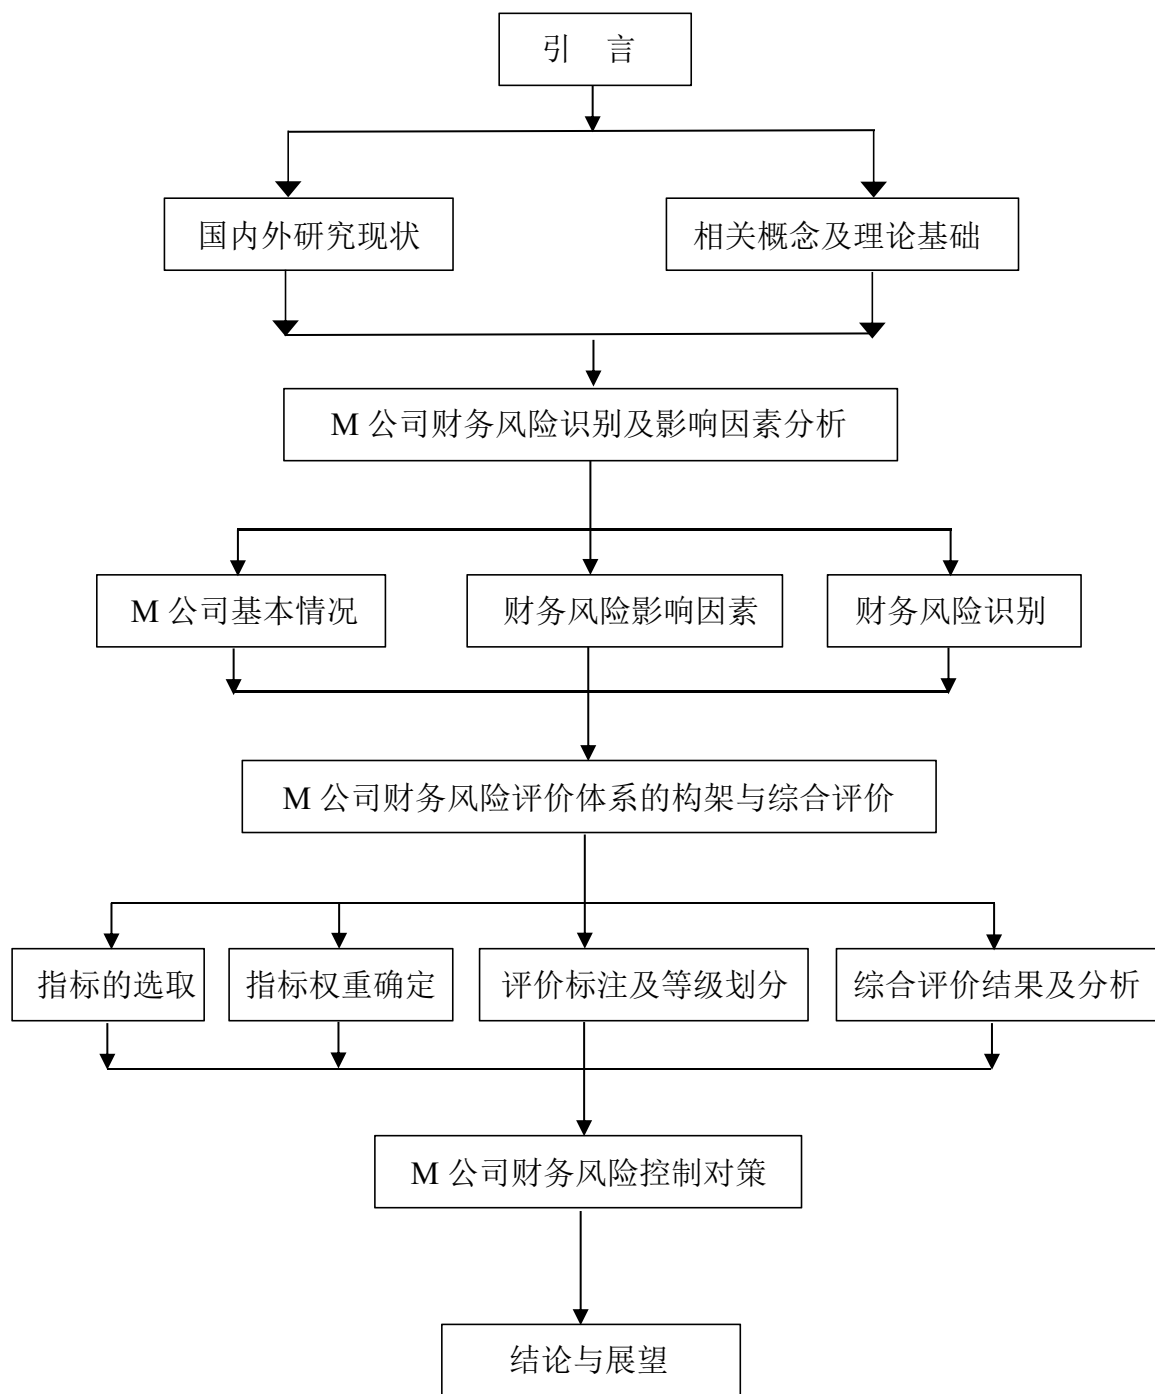 引 言
国内外研究现状
相关概念及理论基础
M 公司财务风险识别及影响因素分析
M 公司基本情况
财务风险影响因素
财务风险识别
M 公司财务风险评价体系的构架与综合评价
指标的选取
指标权重确定
评价标注及等级划分
综合评价结果及分析
M 公司财务风险控制对策
结论与展望